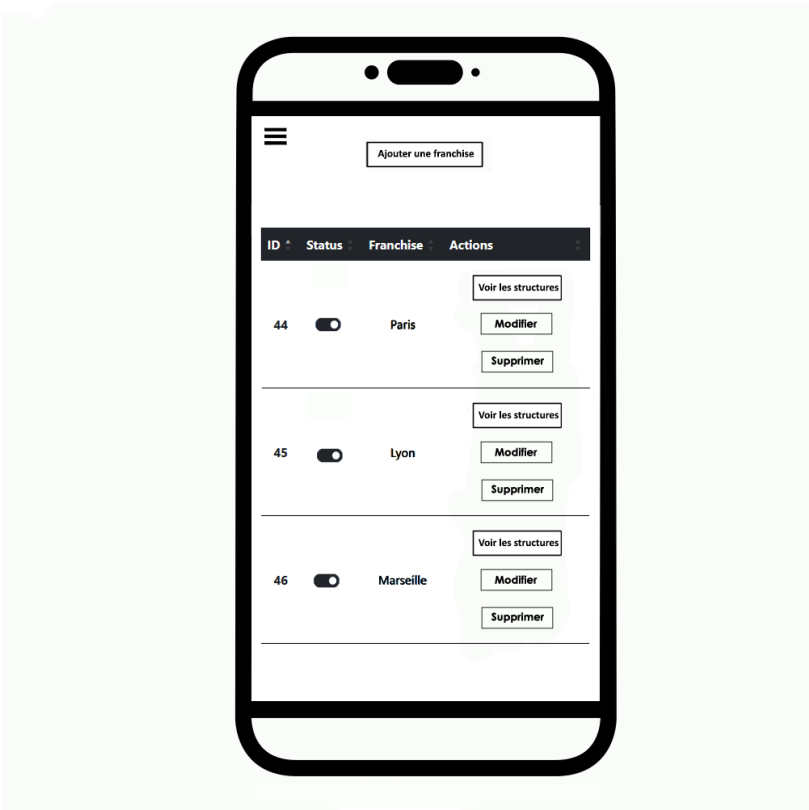 Ajouter une franchise
ID Status Franchise Actions
Voir les structures
44 Paris Modifier
Supprimer
Voir les structures
45 Lyon Modifier
Supprimer
Voir les structures
46 Marseille Modifier
Supprimer